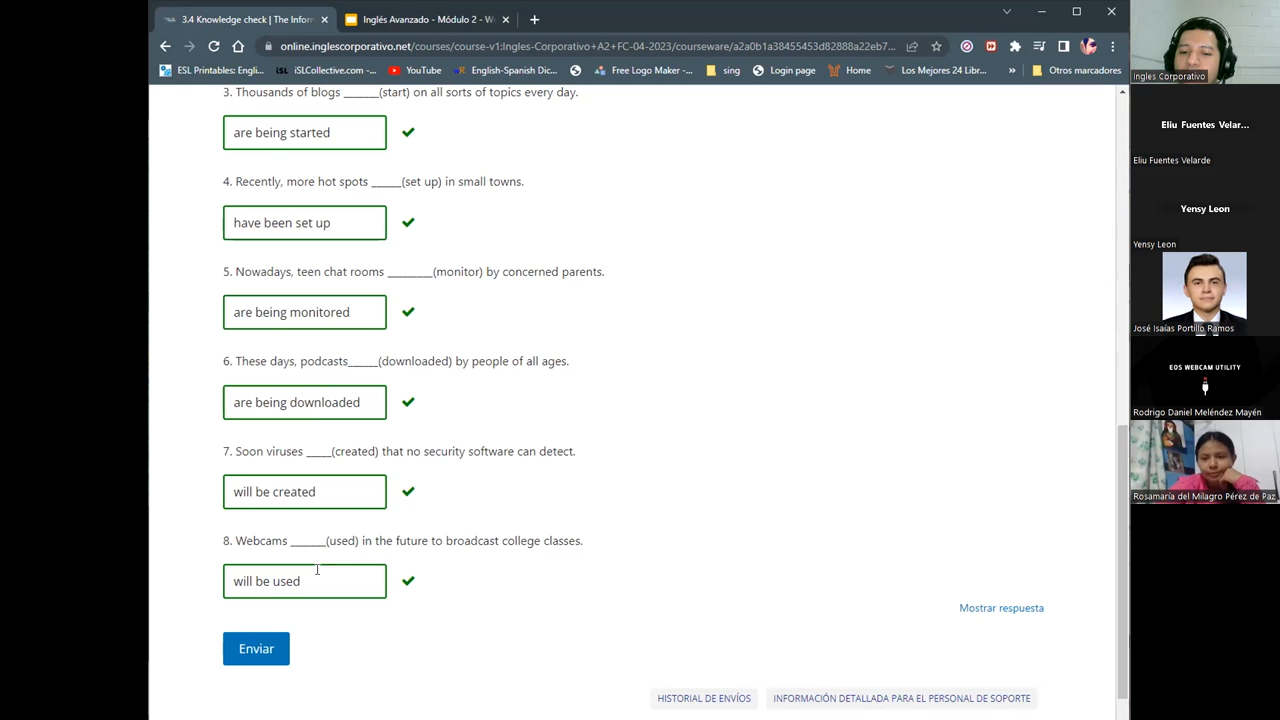 3.4 Knowledge check | The Infor
Inglés Avanzado - Módulo 2 - W
online.inglescorporativo.net/courses/course-v1:Ingles-Corporativo+A2+FC-04-2023/courseware/a2a0b1a38455453d82888a22eb7...
ESL Printables: Engli...
iSL iSLCollective.com -...
YouTube
English-Spanish Dic...
Free Logo Maker -...
sing
Login page
Home
Los Mejores 24 Libr...
Otros marcadores
3. Thousands of blogs _______(start) on all sorts of topics every day.
are being started
4. Recently, more hot spots ______(set up) in small towns.
have been set up
5. Nowadays, teen chat rooms _________(monitor) by concerned parents.
are being monitored
6. These days, podcasts______(downloaded) by people of all ages.
are being downloaded
7. Soon viruses _____(created) that no security software can detect.
will be created
8. Webcams _______(used) in the future to broadcast college classes.
will be used
Mostrar respuesta
Enviar
HISTORIAL DE ENVÍOS
INFORMACIÓN DETALLADA PARA EL PERSONAL DE SOPORTE
Ingles Corporativo
Eliu Fuentes Velar...
Eliu Fuentes Velarde
Yensy Leon
Yensy Leon
José Isaías Portillo Ramos
EOS WEBCAM UTILITY
Rodrigo Daniel Meléndez Mayén
Rosamaría del Milagro Pérez de Paz